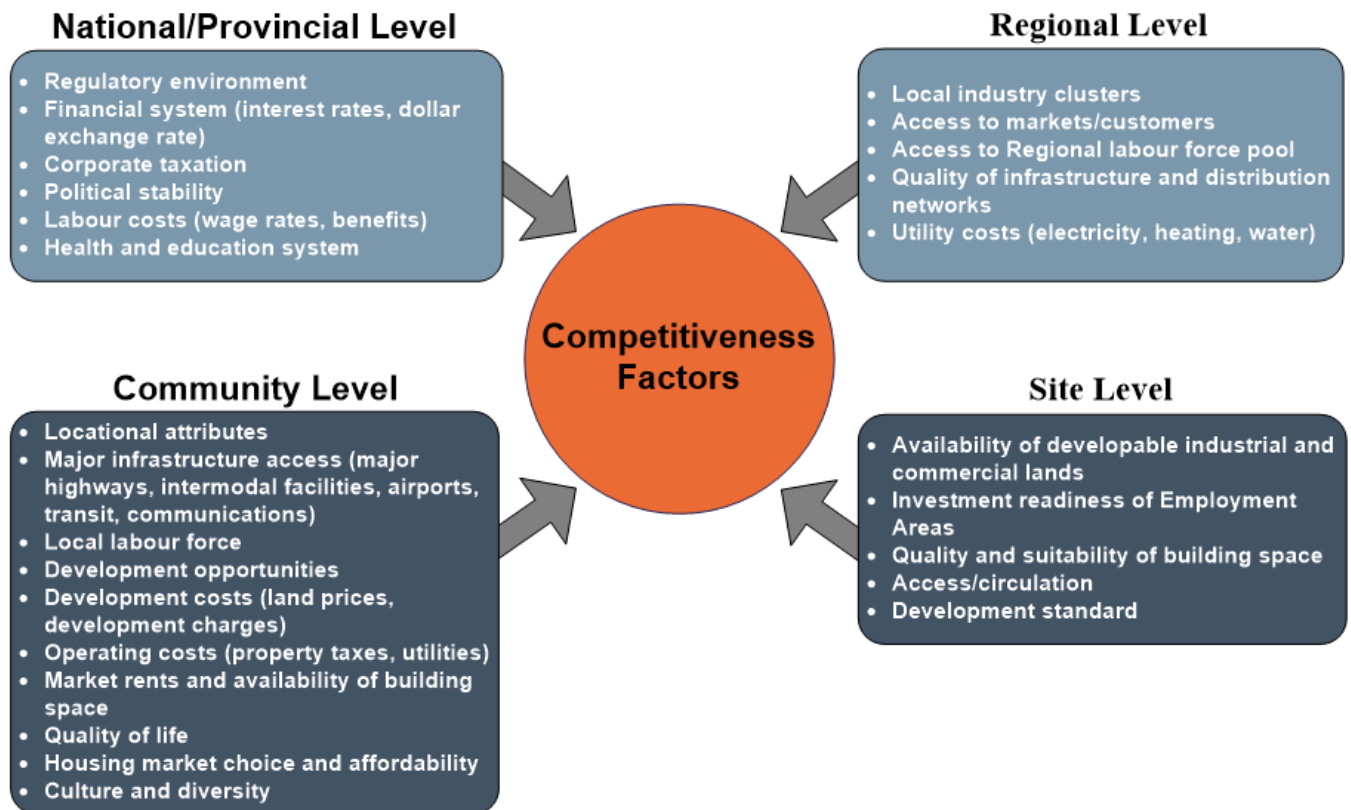 National/Provincial Level
• Regulatory environment
• Financial system (interest rates, dollar
exchange rate)
• Corporate taxation
• Political stability
• Labour costs (wage rates, benefits)
• Health and education system
Regional Level
• Local industry clusters
• Access to markets/customers
• Access to Regional labour force pool
• Quality of infrastructure and distribution
networks
• Utility costs (electricity, heating, water)
Competitiveness
Factors
Community Level
• Locational attributes
• Major infrastructure access (major
highways, intermodal facilities, airports,
transit, communications)
• Local labour force
• Development opportunities
• Development costs (land prices,
development charges)
• Operating costs (property taxes, utilities)
• Market rents and availability of building
space
• Quality of life
• Housing market choice and affordability
• Culture and diversity
Site Level
• Availability of developable industrial and
commercial lands
• Investment readiness of Employment
Areas
• Quality and suitability of building space
• Access/circulation
• Development standard